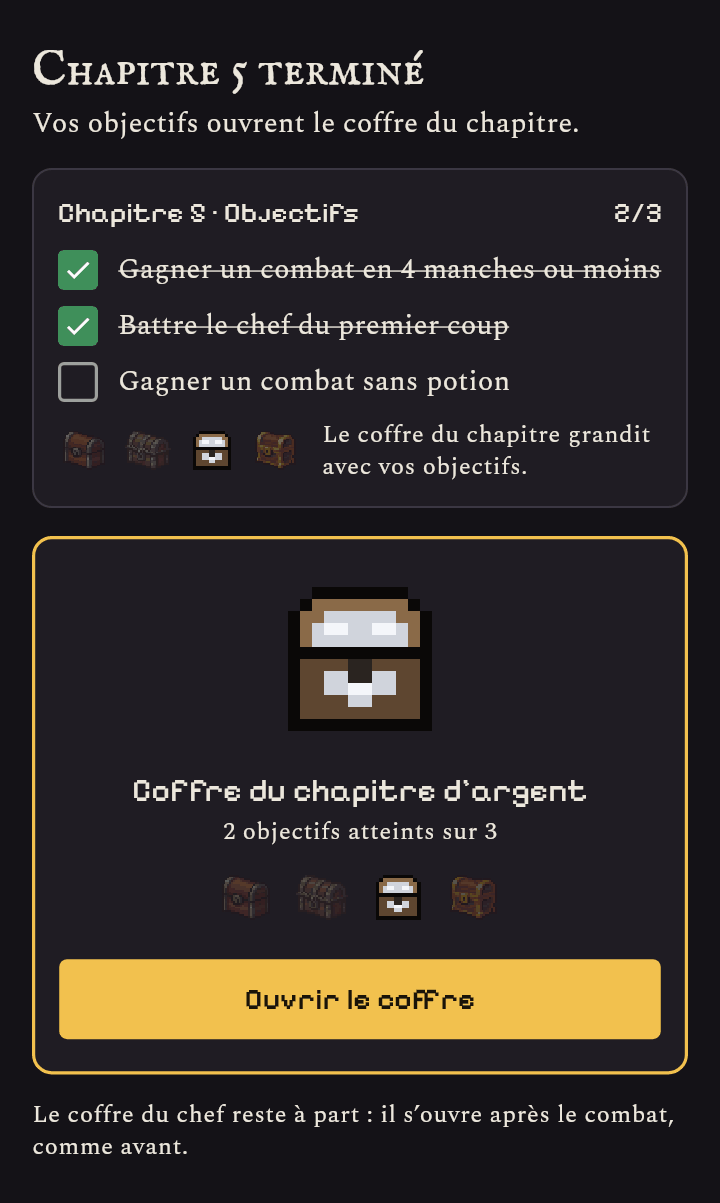 Chapitre 5 terminé
Vos objectifs ouvrent le coffre du chapitre.
Chapitre 5 · Objectifs
2/3
Gagner un combat en 4 manches ou moins
Battre le chef du premier coup
Gagner un combat sans potion
Le coffre du chapitre grandit
avec vos objectifs.
Coffre du chapitre d'argent
2 objectifs atteints sur 3
Ouvrir le coffre
Le coffre du chef reste à part : il s’ouvre après le combat,
comme avant.